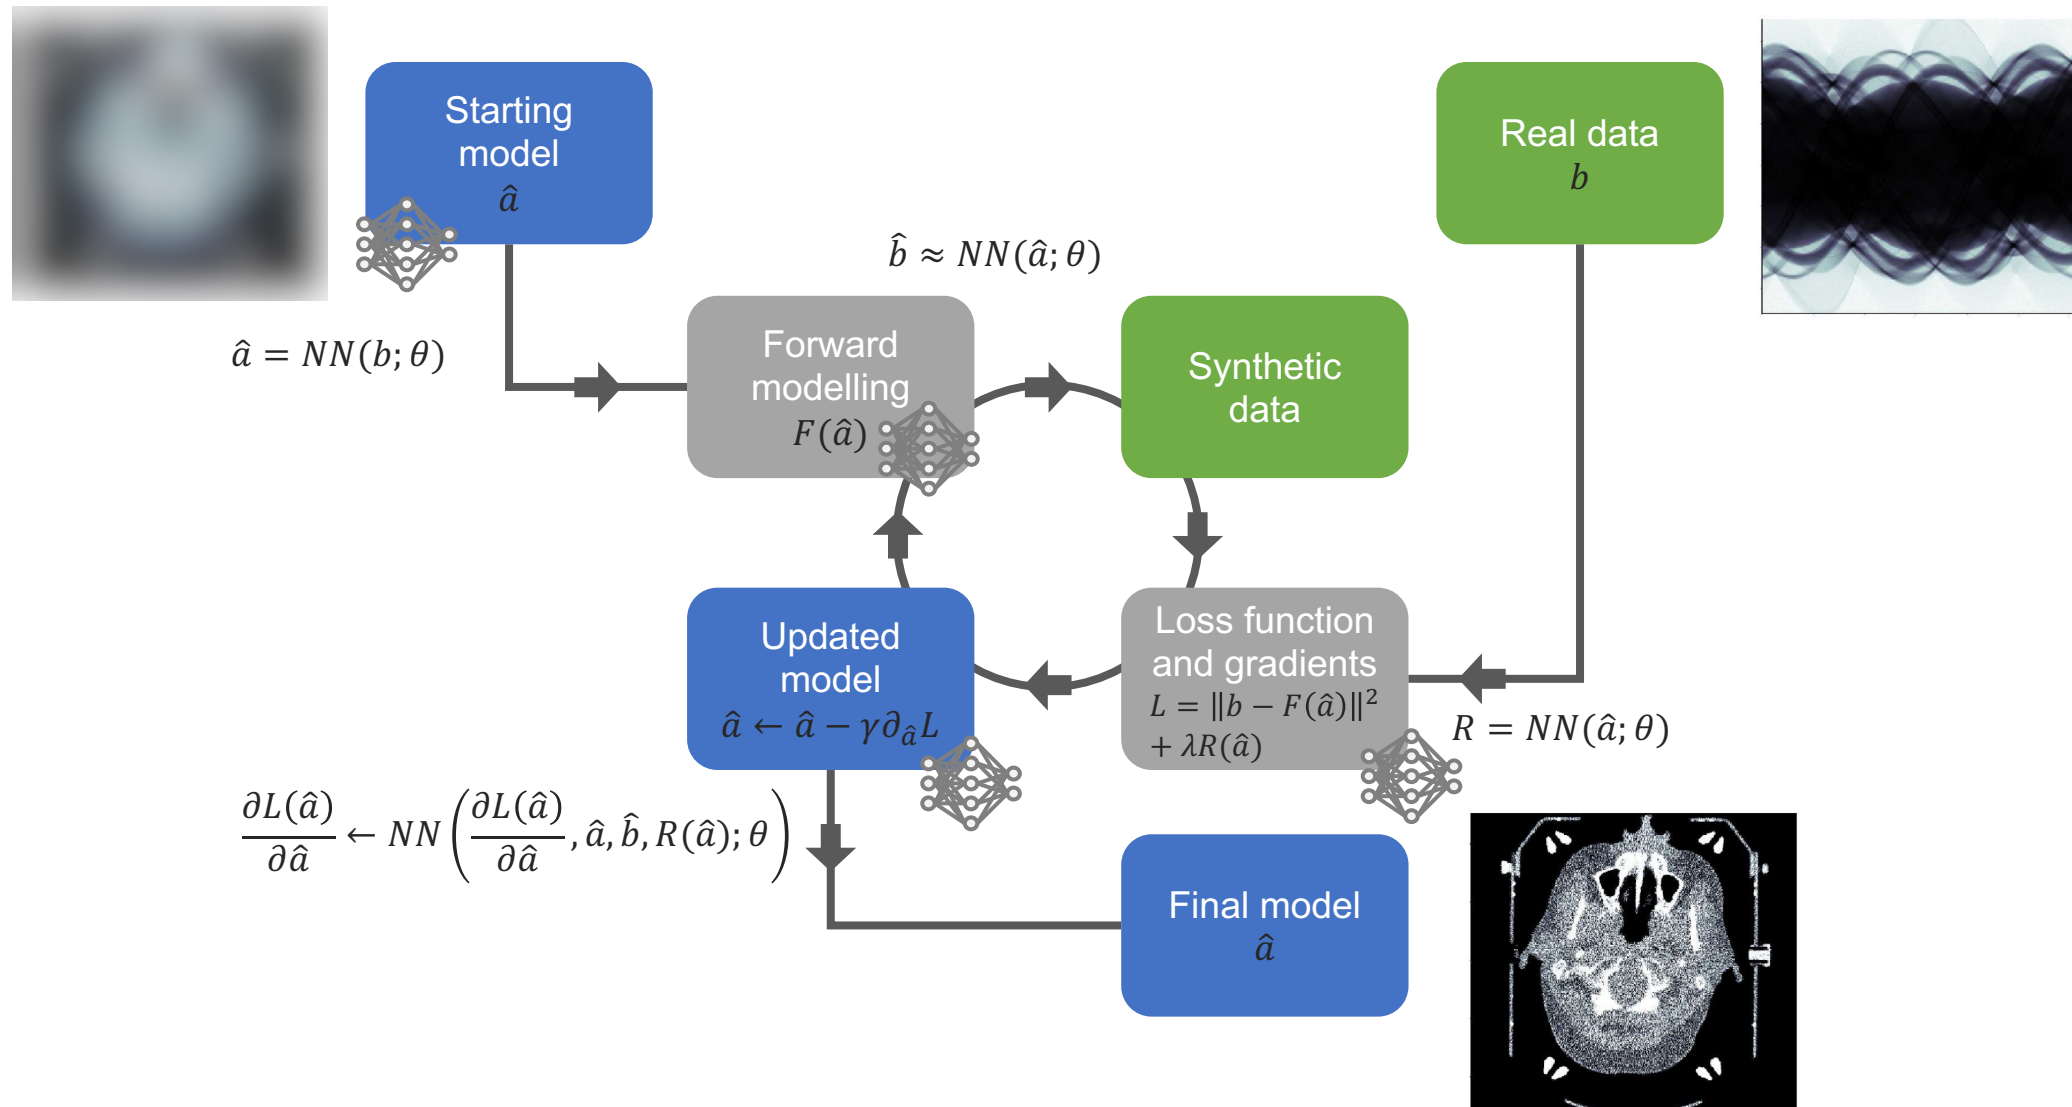 Starting
model
â
Real data
b
b̂ ≈ NN(â; θ)
â = NN(b; θ)
Forward
modelling
F(â)
Synthetic
data
Updated
model
â ← â − γ∂_âL
Loss function
and gradients
L = ‖b − F(â)‖²
+ λR(â)
R = NN(â; θ)
∂L(â)/∂â ← NN(∂L(â)/∂â, â, b̂, R(â); θ)
Final model
â